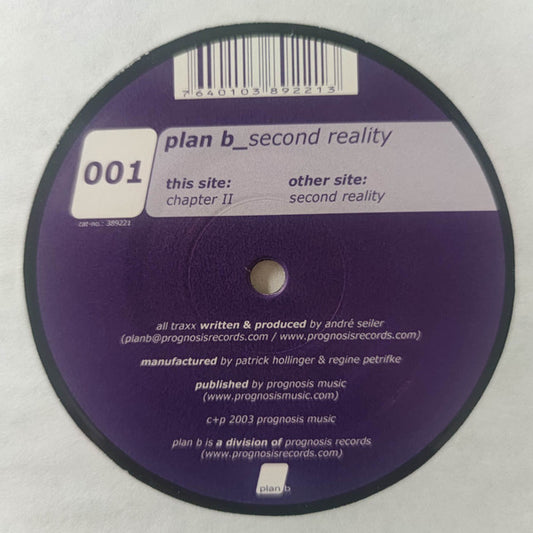 7 640103 892213
001
plan b_second reality
this site:
chapter II
other site:
second reality
cat-no.: 389221
all traxx written & produced by andré seiler
(planb@prognosisrecords.com / www.prognosisrecords.com)
manufactured by patrick hollinger & regine petrifke
published by prognosis music
(www.prognosismusic.com)
c+p 2003 prognosis music
plan b is a division of prognosis records
(www.prognosisrecords.com)
plan b